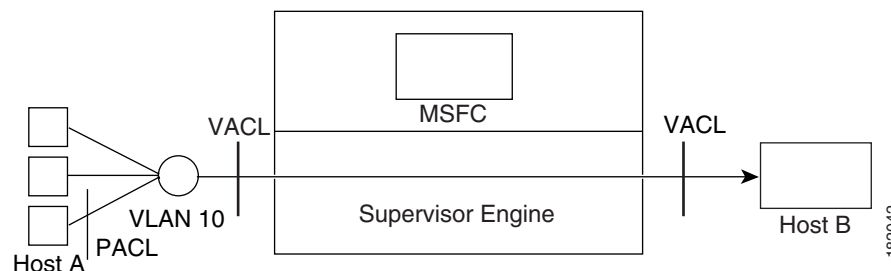 MSFC
VACL
VACL
VLAN 10
Supervisor Engine
Host B
PACL
Host A